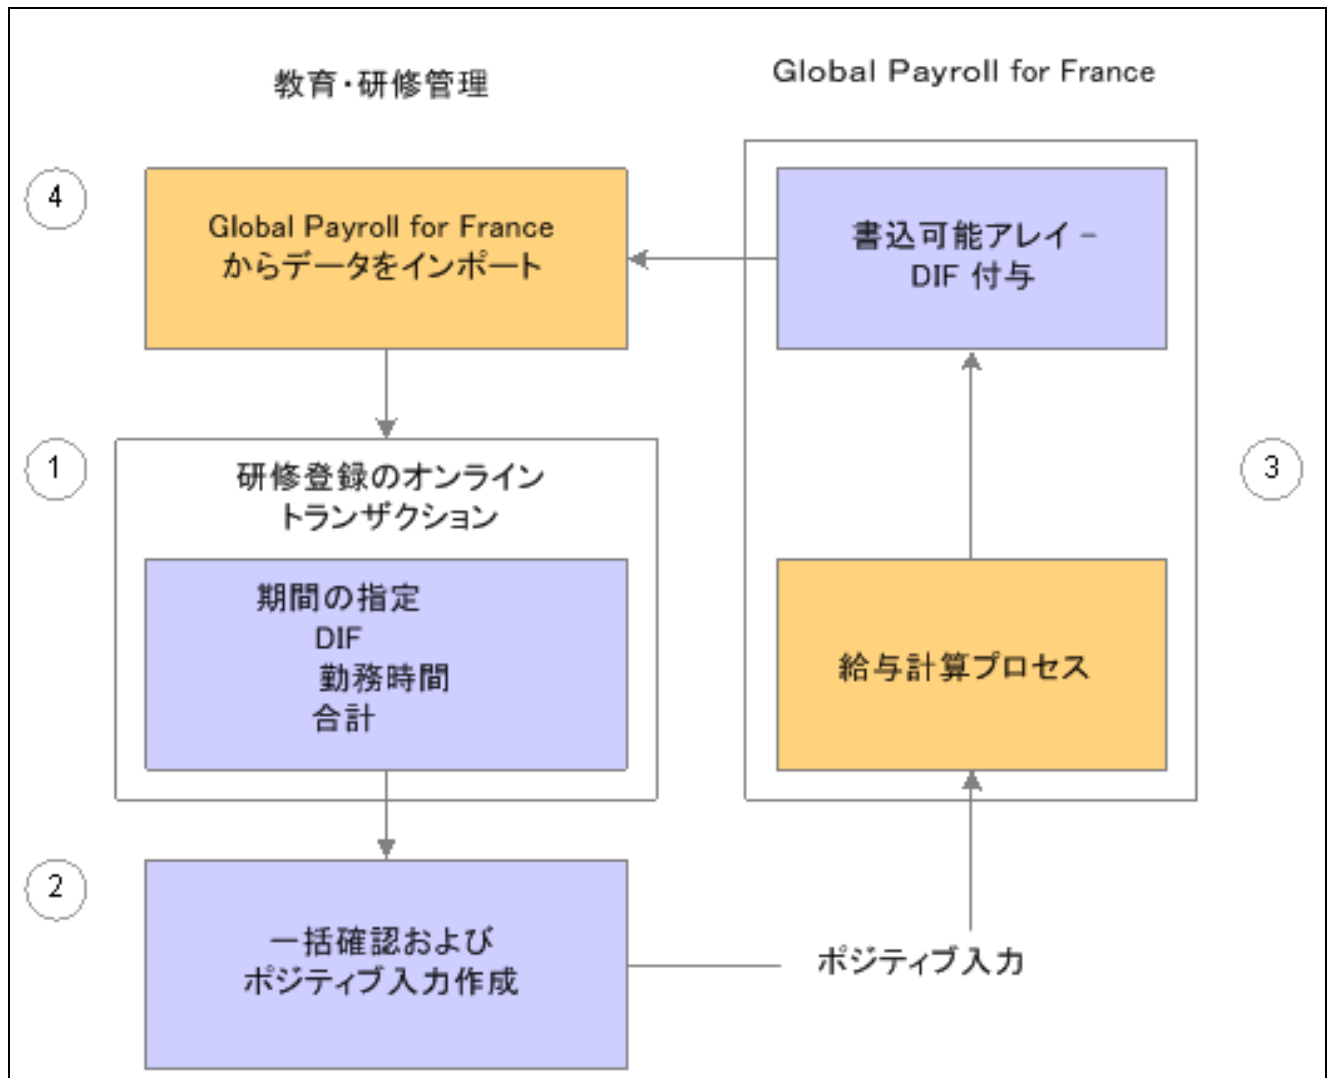 教育・研修管理
Global Payroll for France
4
Global Payroll for France
からデータをインポート
書込可能アレイ －
DIF 付与
1
研修登録のオンライン
トランザクション
期間の指定
DIF
勤務時間
合計
3
給与計算プロセス
2
一括確認および
ポジティブ入力作成
ポジティブ入力